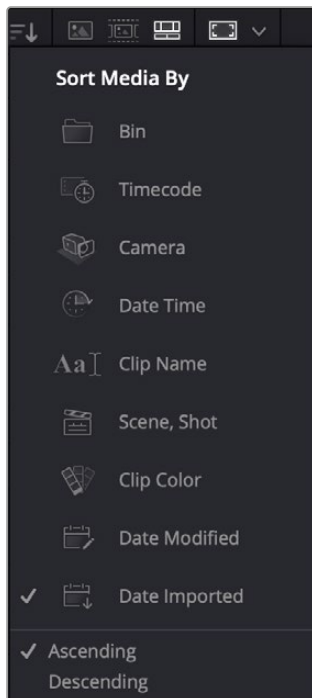 Sort Media By
Bin
Timecode
Camera
Date Time
Aa Clip Name
Scene, Shot
Clip Color
Date Modified
Date Imported
Ascending
Descending